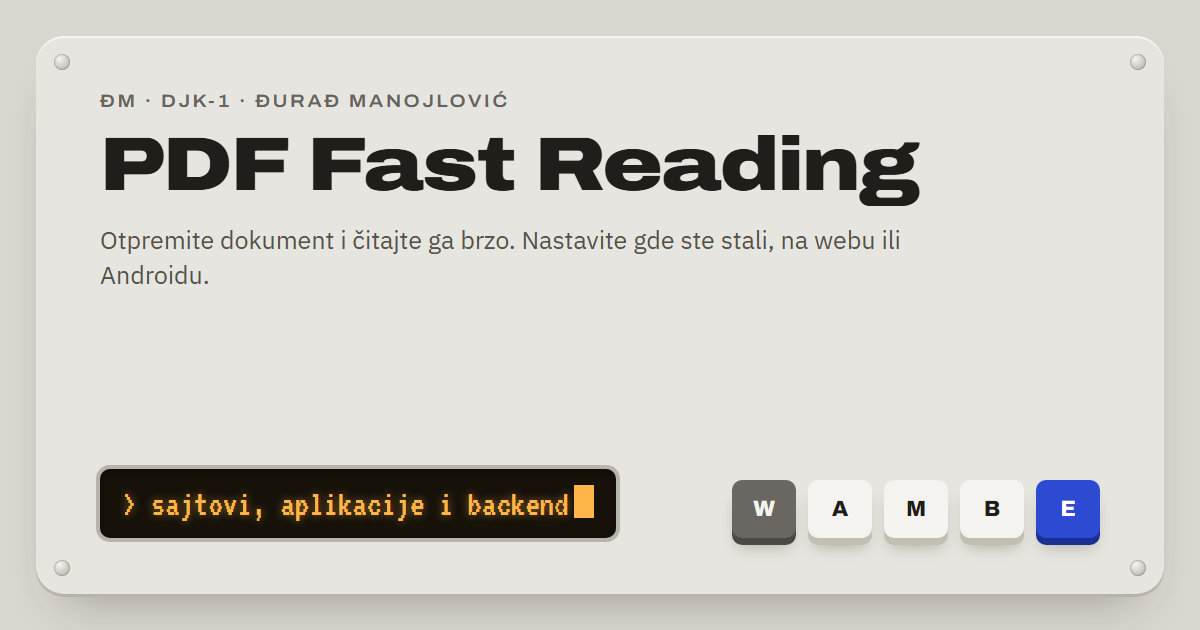 ĐM · DJK-1 · ĐURAĐ MANOJLOVIĆ
PDF Fast Reading
Otpremite dokument i čitajte ga brzo. Nastavite gde ste stali, na webu ili
Androidu.
> sajtovi, aplikacije i backend
W A M B E